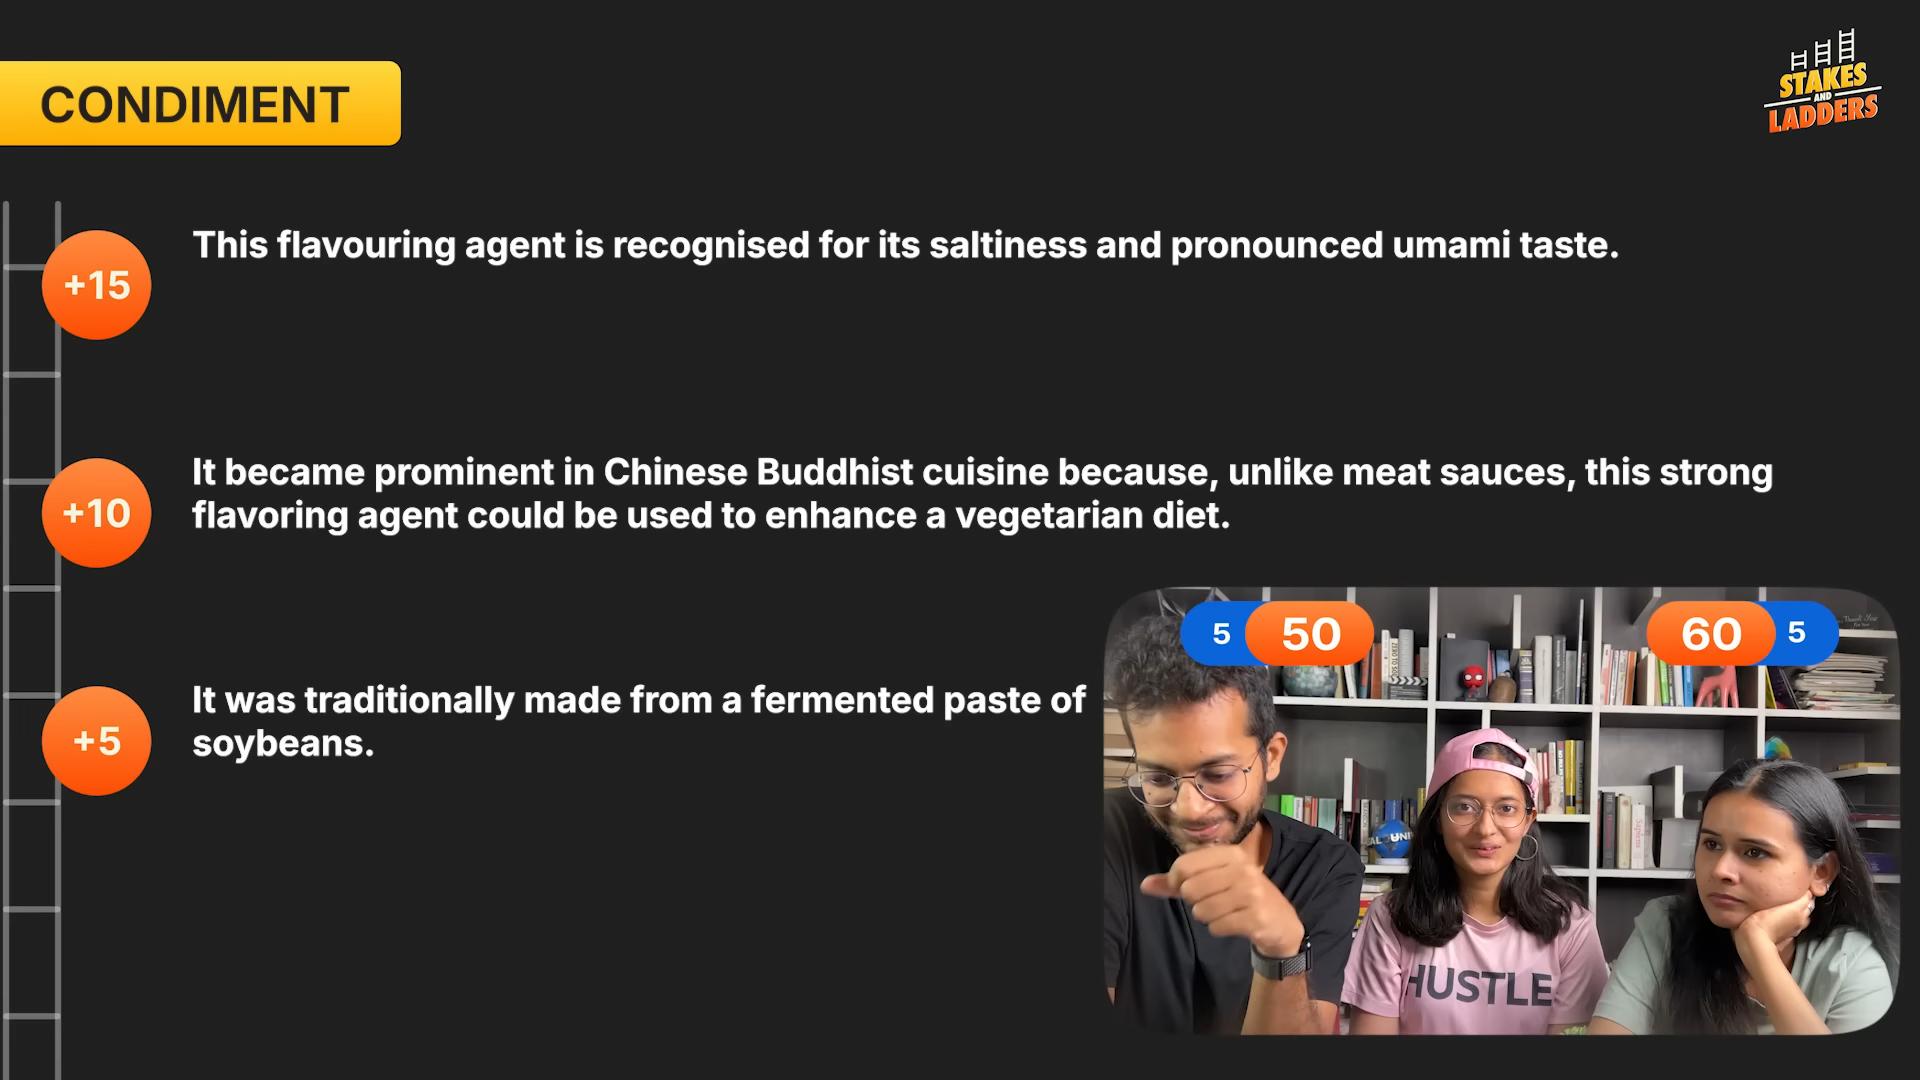 CONDIMENT
STAKES
AND
LADDERS
+15
This flavouring agent is recognised for its saltiness and pronounced umami taste.
+10
It became prominent in Chinese Buddhist cuisine because, unlike meat sauces, this strong
flavoring agent could be used to enhance a vegetarian diet.
+5
It was traditionally made from a fermented paste of
soybeans.
5 50
60 5
HUSTLE